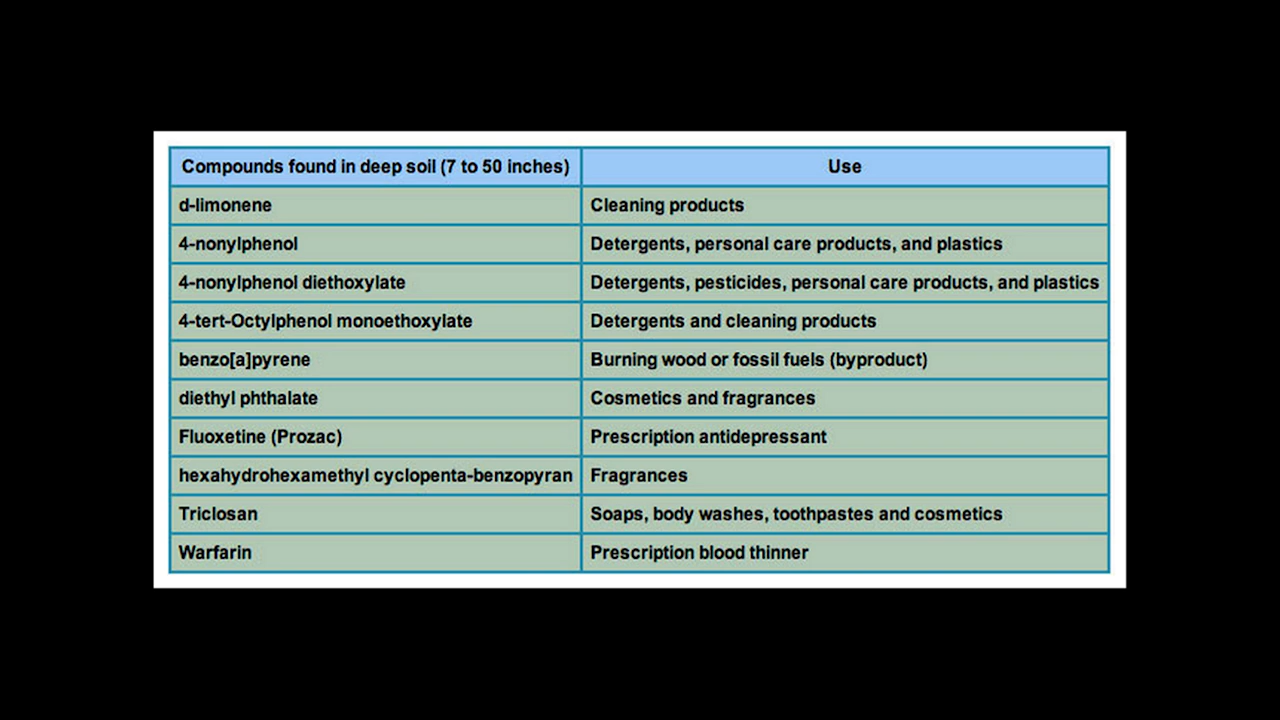 Compounds found in deep soil (7 to 50 inches) Use
d-limonene Cleaning products
4-nonylphenol Detergents, personal care products, and plastics
4-nonylphenol diethoxylate Detergents, pesticides, personal care products, and plastics
4-tert-Octylphenol monoethoxylate Detergents and cleaning products
benzo[a]pyrene Burning wood or fossil fuels (byproduct)
diethyl phthalate Cosmetics and fragrances
Fluoxetine (Prozac) Prescription antidepressant
hexahydrohexamethyl cyclopenta-benzopyran Fragrances
Triclosan Soaps, body washes, toothpastes and cosmetics
Warfarin Prescription blood thinner